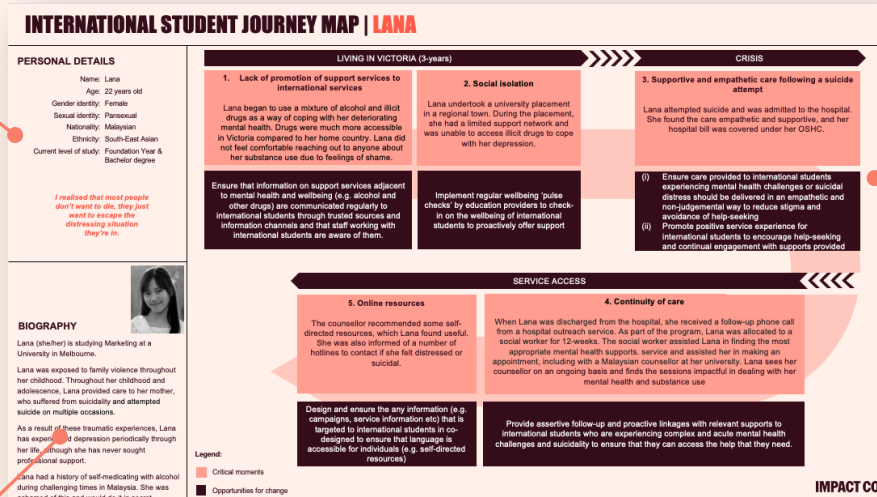 INTERNATIONAL STUDENT JOURNEY MAP | LANA
PERSONAL DETAILS
Name: Lana
Age: 22 years old
Gender identity: Female
Sexual identity: Pansexual
Nationality: Malaysian
Ethnicity: South-East Asian
Current level of study: Foundation Year &
Bachelor degree
I realised that most people
don't want to die, they just
want to escape the
distressing situation
they're in.
BIOGRAPHY
Lana (she/her) is studying Marketing at a
University in Melbourne.
Lana was exposed to family violence throughout
her childhood. Throughout her childhood and
adolescence, Lana provided care to her mother,
who suffered from suicidality and attempted
suicide on multiple occasions.
As a result of these traumatic experiences, Lana
has depression periodically through
her life, though she has never sought
professional support.
Lana had a history of self-medicating with alcohol
during challenging times in Malaysia. She was
LIVING IN VICTORIA (3-years)
1. Lack of promotion of support services to
international services
Lana began to use a mixture of alcohol and illicit
drugs as a way of coping with her deteriorating
mental health. Drugs were much more accessible
in Victoria compared to her home country. Lana did
not feel comfortable reaching out to anyone about
her substance use due to feelings of shame.
Ensure that information on support services adjacent
to mental health and wellbeing (e.g. alcohol and
other drugs) are communicated regularly to
international students through trusted sources and
information channels and that staff working with
international students are aware of them.
2. Social isolation
Lana undertook a university placement
in a regional town. During the placement,
she had a limited support network and
was unable to access illicit drugs to cope
with her depression.
Implement regular wellbeing 'pulse
checks' by education providers to check-
in on the wellbeing of international
students to proactively offer support
CRISIS
3. Supportive and empathetic care following a suicide
attempt
Lana attempted suicide and was admitted to the hospital.
She found the care empathetic and supportive, and her
hospital bill was covered under her OSHC.
(i) Ensure care provided to international students
experiencing mental health challenges or suicidal
distress should be delivered in an empathetic and
non-judgemental way to reduce stigma and
avoidance of help-seeking
(ii) Promote positive service experience for
international students to encourage help-seeking
and continual engagement with supports provided
SERVICE ACCESS
5. Online resources
The counsellor recommended some self-
directed resources, which Lana found useful.
She was also informed of a number of
hotlines to contact if she felt distressed or
suicidal.
Design and ensure the any information (e.g.
campaigns, service information etc) that is
targeted to international students in co-
designed to ensure that language is
accessible for individuals (e.g. self-directed
resources)
4. Continuity of care
When Lana was discharged from the hospital, she received a follow-up phone call
from a hospital outreach service. As part of the program, Lana was allocated to a
social worker for 12-weeks. The social worker assisted Lana in finding the most
appropriate mental health supports. service and assisted her in making an
appointment, including with a Malaysian counsellor at her university. Lana sees her
counsellor on an ongoing basis and finds the sessions impactful in dealing with her
mental health and substance use
Provide assertive follow-up and proactive linkages with relevant supports to
international students who are experiencing complex and acute mental health
challenges and suicidality to ensure that they can access the help that they need.
Legend:
Critical moments
Opportunities for change
IMPACT CO